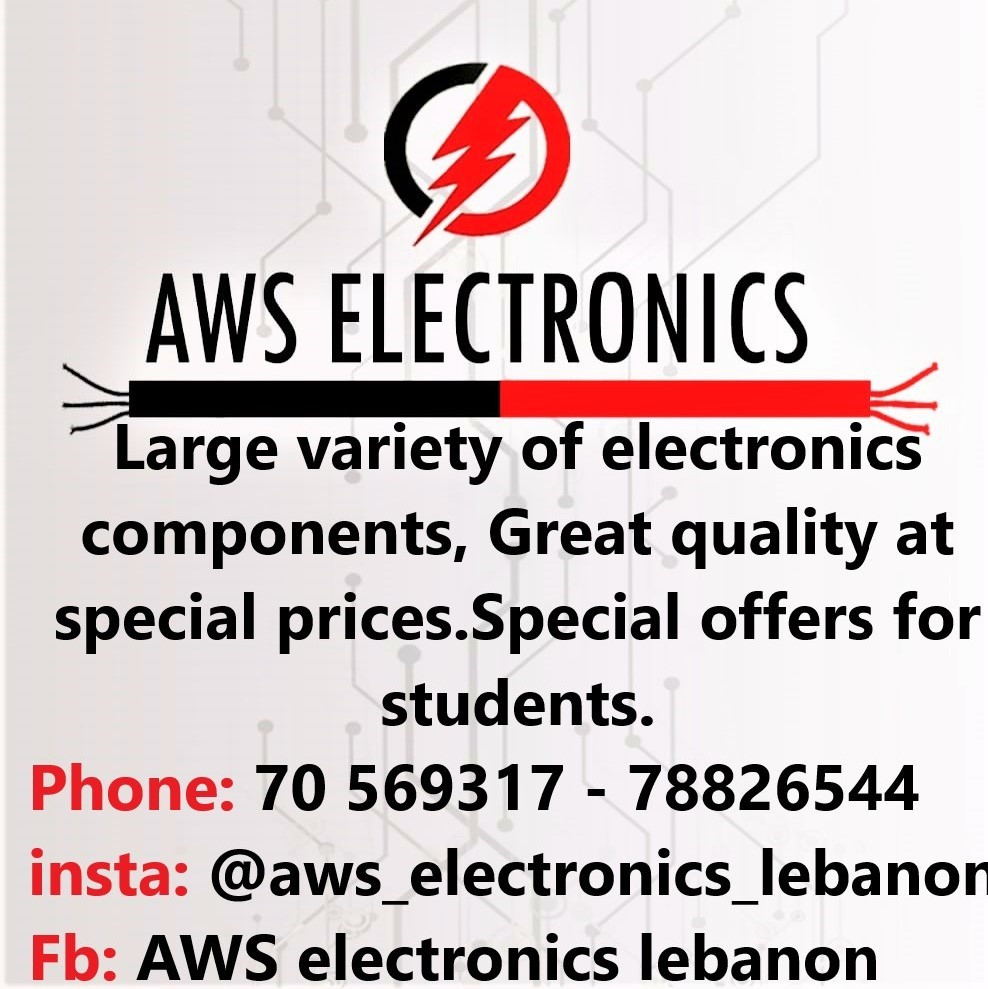 AWS ELECTRONICS
Large variety of electronics
components, Great quality at
special prices.Special offers for
students.
Phone: 70 569317 - 78826544
insta: @aws_electronics_lebanon
Fb: AWS electronics lebanon